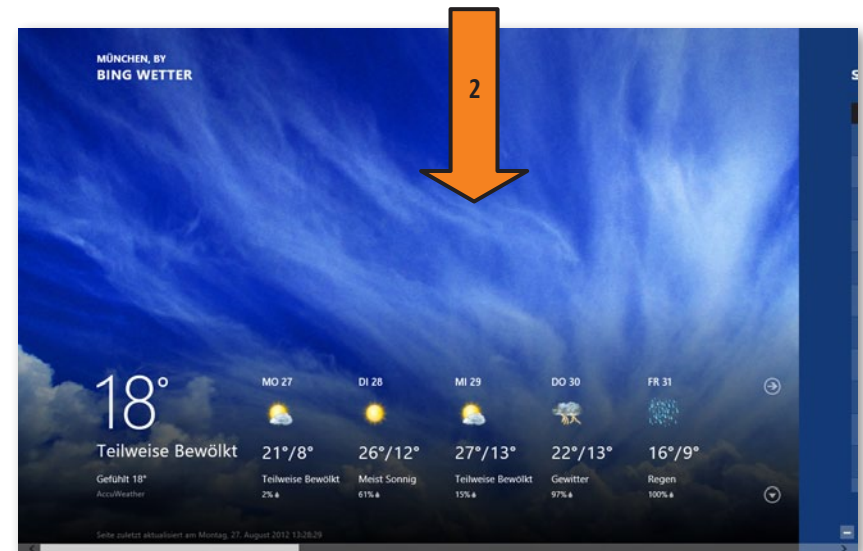 2
MÜNCHEN, BY
BING WETTER
S
18°
Teilweise Bewölkt
Gefühlt 18°
AccuWeather
MO 27
21°/8°
Teilweise Bewölkt
2%
DI 28
26°/12°
Meist Sonnig
61%
MI 29
27°/13°
Teilweise Bewölkt
15%
DO 30
22°/13°
Gewitter
97%
FR 31
16°/9°
Regen
100%
Seite zuletzt aktualisiert am Montag, 27. August 2012 13:28:29